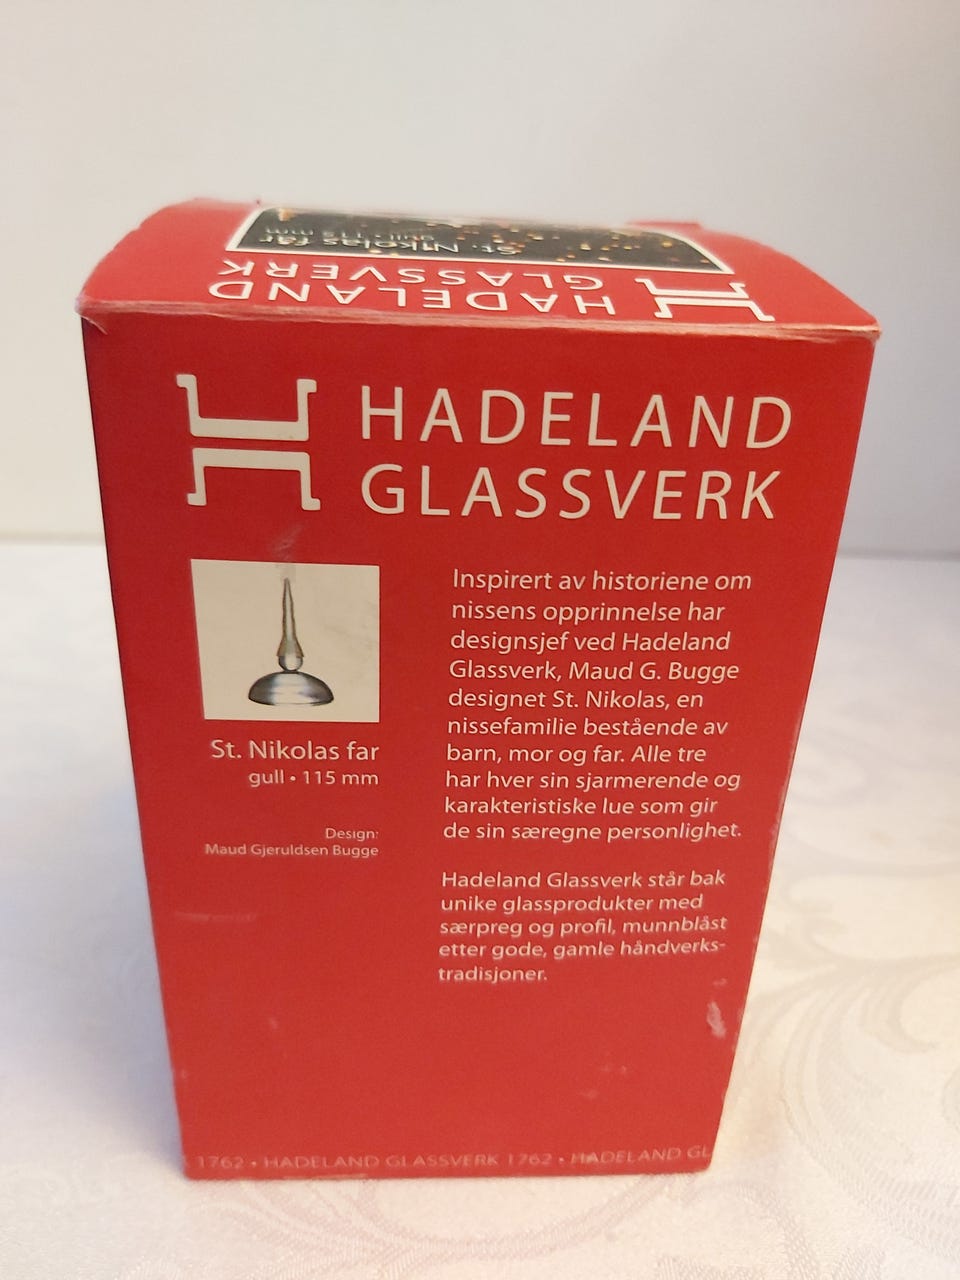 St. Nikolas far
gull • 115 mm
HADELAND
GLASSVERK
HADELAND
GLASSVERK
St. Nikolas far
gull • 115 mm
Design:
Maud Gjeruldsen Bugge
Inspirert av historiene om
nissens opprinnelse har
designsjef ved Hadeland
Glassverk, Maud G. Bugge
designet St. Nikolas, en
nissefamilie bestående av
barn, mor og far. Alle tre
har hver sin sjarmerende og
karakteristiske lue som gir
de sin særegne personlighet.
Hadeland Glassverk står bak
unike glassprodukter med
særpreg og profil, munnblåst
etter gode, gamle håndverks-
tradisjoner.
1762 • HADELAND GLASSVERK 1762 • HADELAND GL